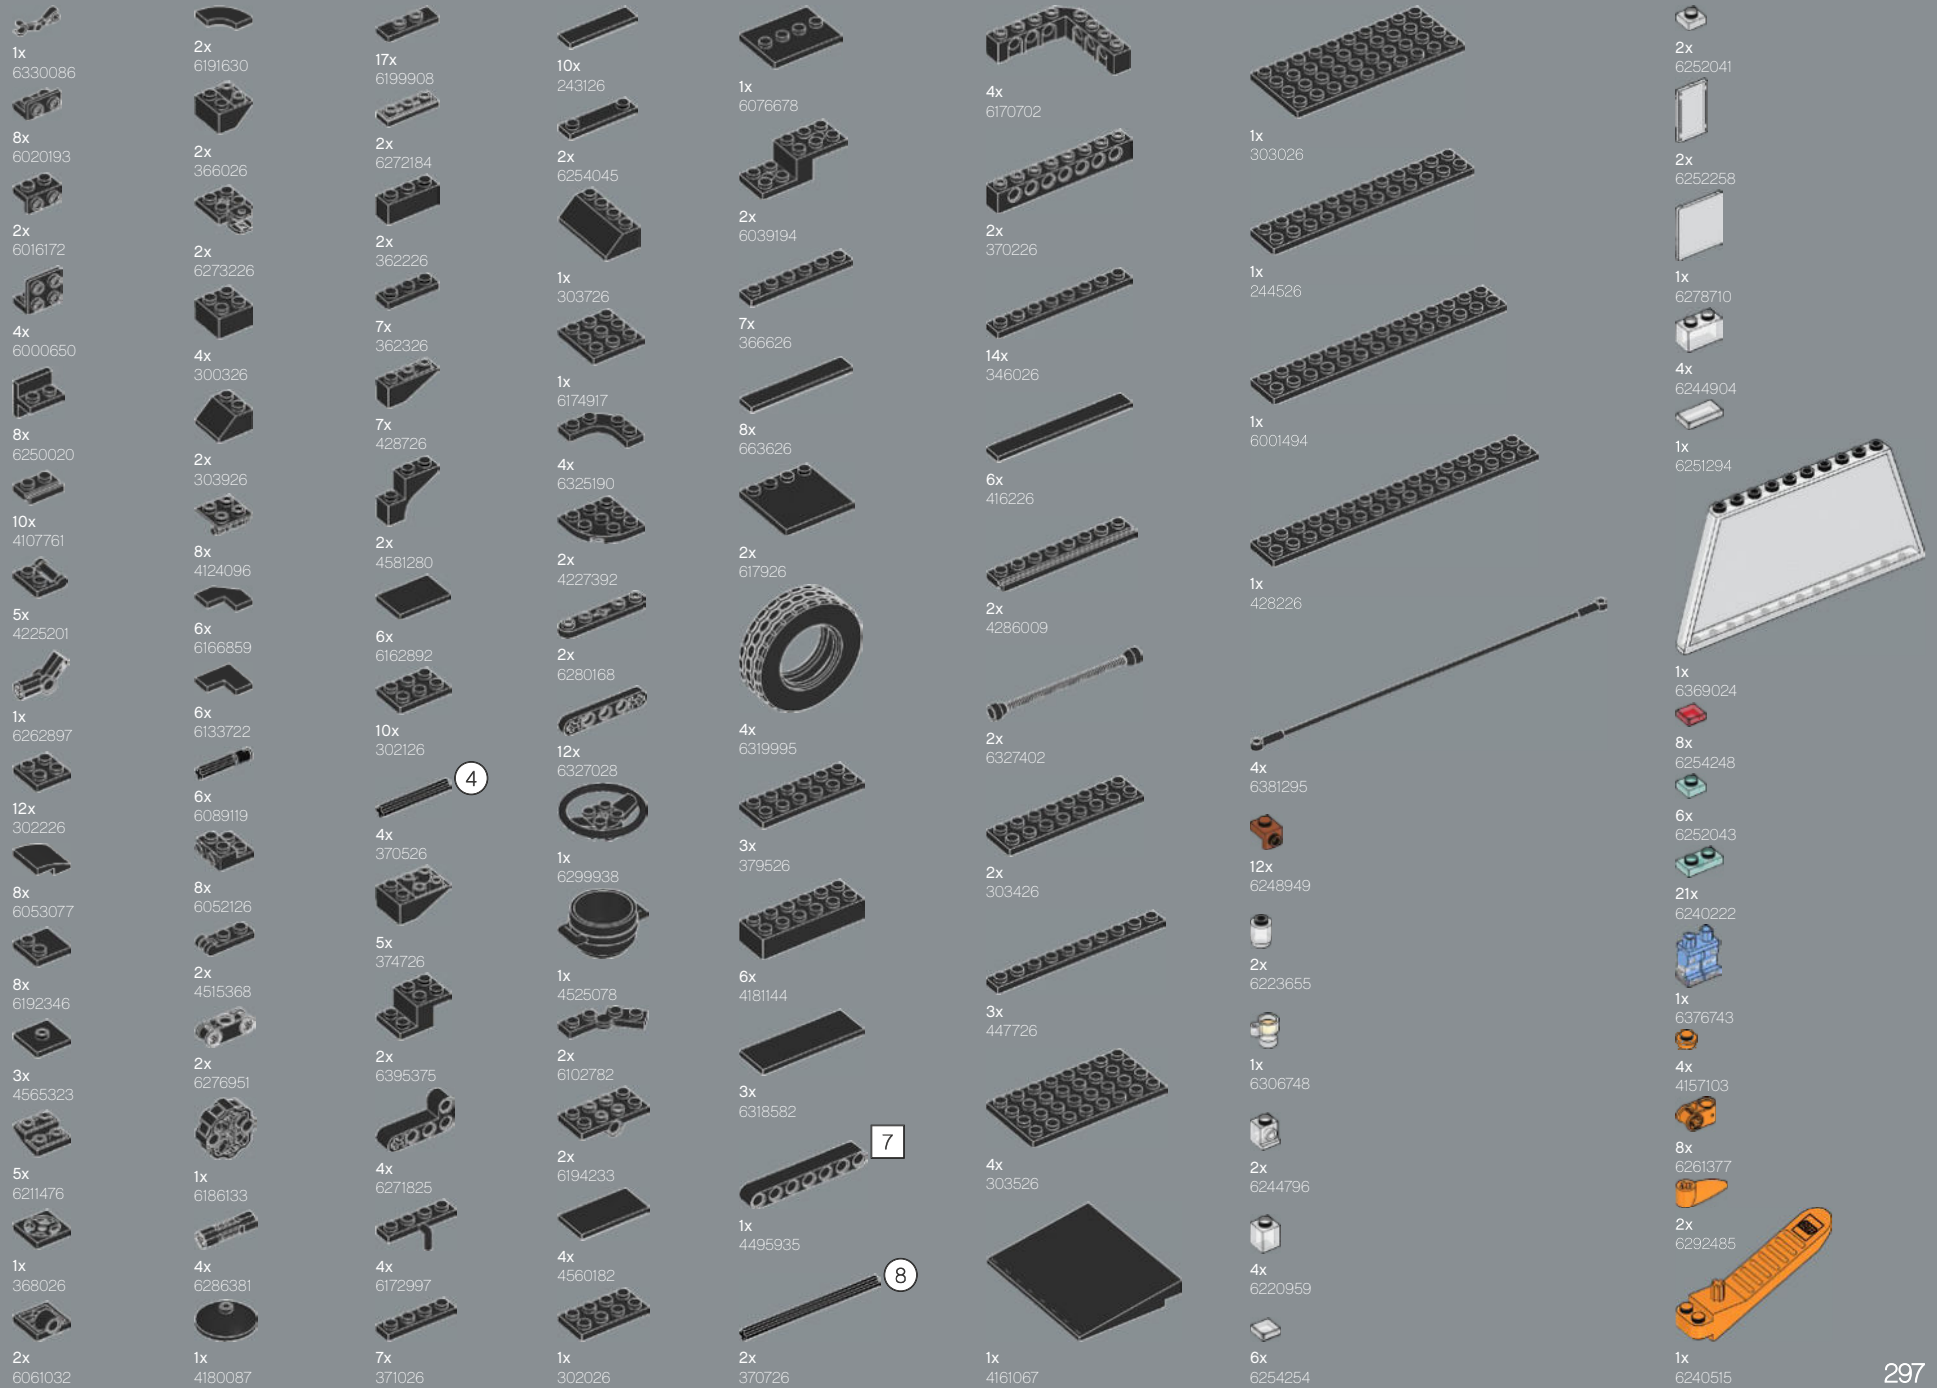 1x
6330086
8x
6020193
2x
6016172
4x
6000650
8x
6250020
10x
4107761
5x
4225201
1x
6262897
12x
302226
8x
6053077
8x
6192346
3x
4565323
5x
6211476
1x
368026
2x
6061032
2x
6191630
2x
366026
2x
6273226
4x
300326
2x
303926
8x
4124096
6x
6166859
6x
6133722
6x
6089119
8x
6052126
2x
4515368
2x
6276951
1x
6186133
4x
6286381
1x
4180087
17x
6199908
2x
6272184
2x
362226
7x
362326
7x
428726
2x
4581280
6x
6162892
10x
302126
4
4x
370526
5x
374726
2x
6395375
4x
6271825
4x
6172997
7x
371026
10x
243126
2x
6254045
1x
303726
1x
6174917
4x
6325190
2x
4227392
2x
6280168
12x
6327028
1x
6299938
1x
4525078
2x
6102782
2x
6194233
4x
4560182
1x
302026
1x
6076678
2x
6039194
7x
366626
8x
663626
2x
617926
4x
6319995
3x
379526
6x
4181144
3x
6318582
7
1x
4495935
8
2x
370726
4x
6170702
2x
370226
14x
346026
6x
416226
2x
4286009
2x
6327402
2x
303426
3x
447726
4x
303526
1x
4161067
1x
303026
1x
244526
1x
6001494
1x
428226
4x
6381295
12x
6248949
2x
6223655
1x
6306748
2x
6244796
4x
6220959
6x
6254254
2x
6252041
2x
6252258
1x
6278710
4x
6244904
1x
6251294
1x
6369024
8x
6254248
6x
6252043
21x
6240222
1x
6376743
4x
4157103
8x
6261377
2x
6292485
1x
6240515
297